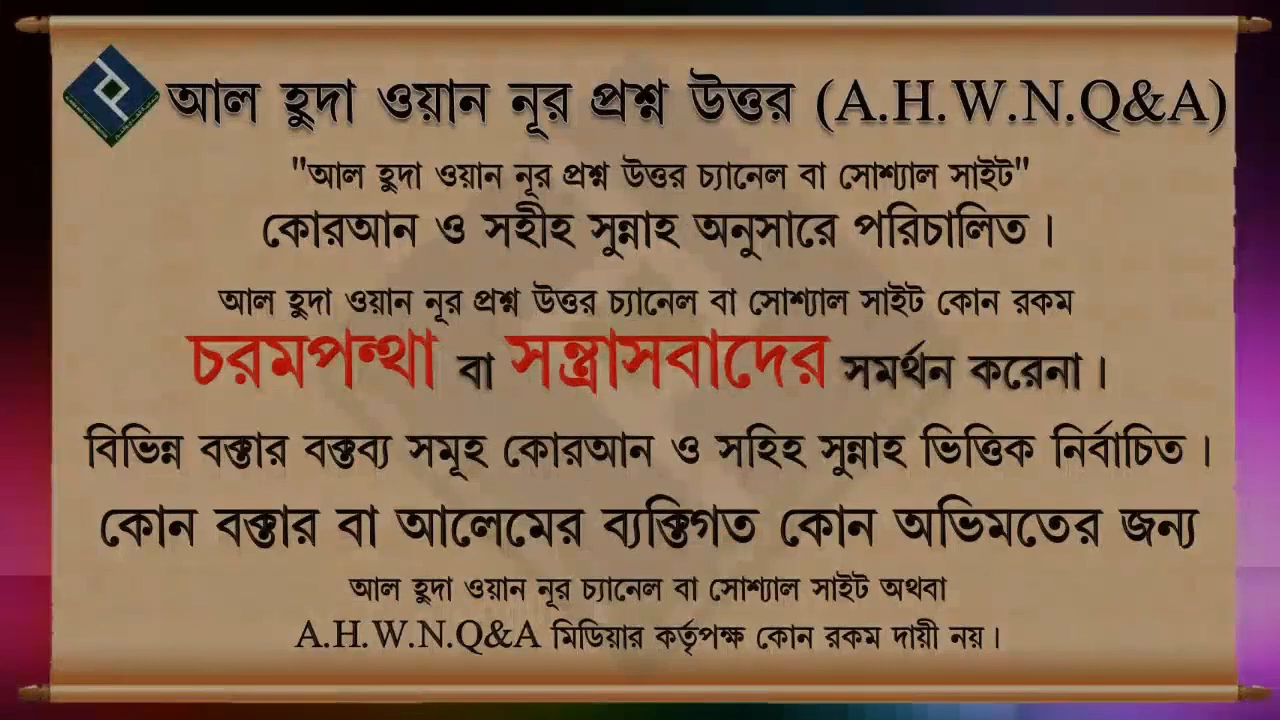 আল হুদা ওয়ান নূর প্রশ্ন উত্তর (A.H.W.N.Q&A)
"আল হুদা ওয়ান নূর প্রশ্ন উত্তর চ্যানেল বা সোশ্যাল সাইট"
কোরআন ও সহীহ সুন্নাহ অনুসারে পরিচালিত ।
আল হুদা ওয়ান নূর প্রশ্ন উত্তর চ্যানেল বা সোশ্যাল সাইট কোন রকম
চরমপন্থা বা সন্ত্রাসবাদের সমর্থন করেনা ।
বিভিন্ন বক্তার বক্তব্য সমূহ কোরআন ও সহিহ সুন্নাহ ভিত্তিক নির্বাচিত ।
কোন বক্তার বা আলেমের ব্যক্তিগত কোন অভিমতের জন্য
আল হুদা ওয়ান নূর চ্যানেল বা সোশ্যাল সাইট অথবা
A.H.W.N.Q&A মিডিয়ার কর্তৃপক্ষ কোন রকম দায়ী নয় ।